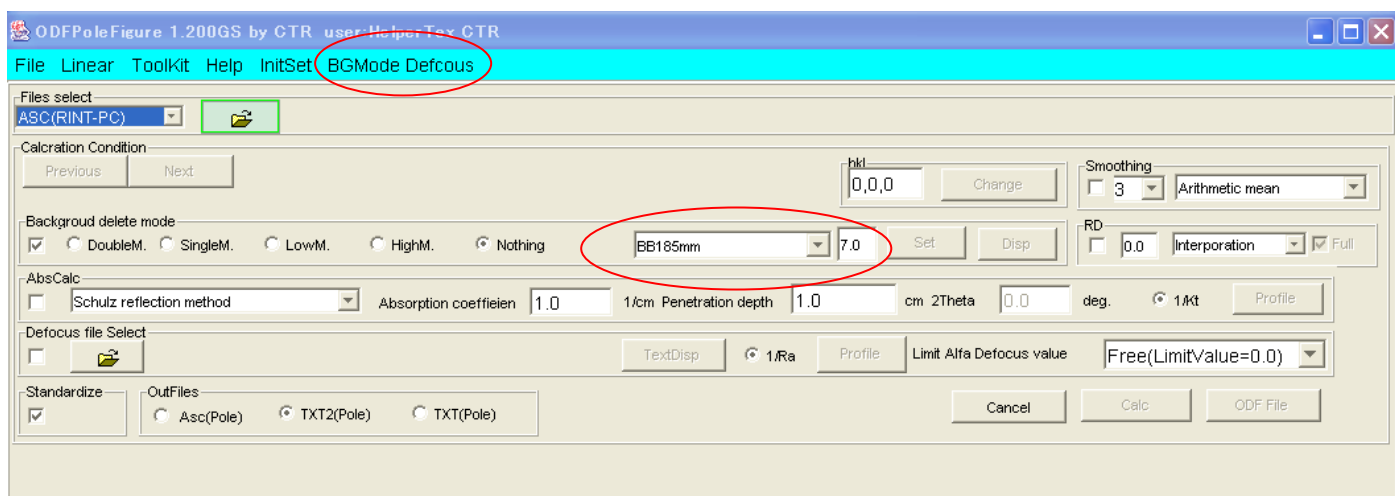 ODFPoleFigure 1.200GS by CTR user:HelperTex CTR
File Linear ToolKit Help InitSet BGMode Defcous
Files select
ASC(RINT-PC)
Calcration Condition
Previous Next
hkl
0,0,0 Change
Smoothing
3 Arithmetic mean
Backgroud delete mode
DoubleM. SingleM. LowM. HighM. Nothing
BB185mm 7.0 Set Disp
RD
0.0 Interporation Full
AbsCalc
Schulz reflection method Absorption coeffieien 1.0 1/cm Penetration depth 1.0 cm 2Theta 0.0 deg. 1/Kt Profile
Defocus file Select
TextDisp 1/Ra Profile Limit Alfa Defocus value Free(LimitValue=0.0)
Standardize
OutFiles
Asc(Pole) TXT2(Pole) TXT(Pole)
Cancel Calc ODF File